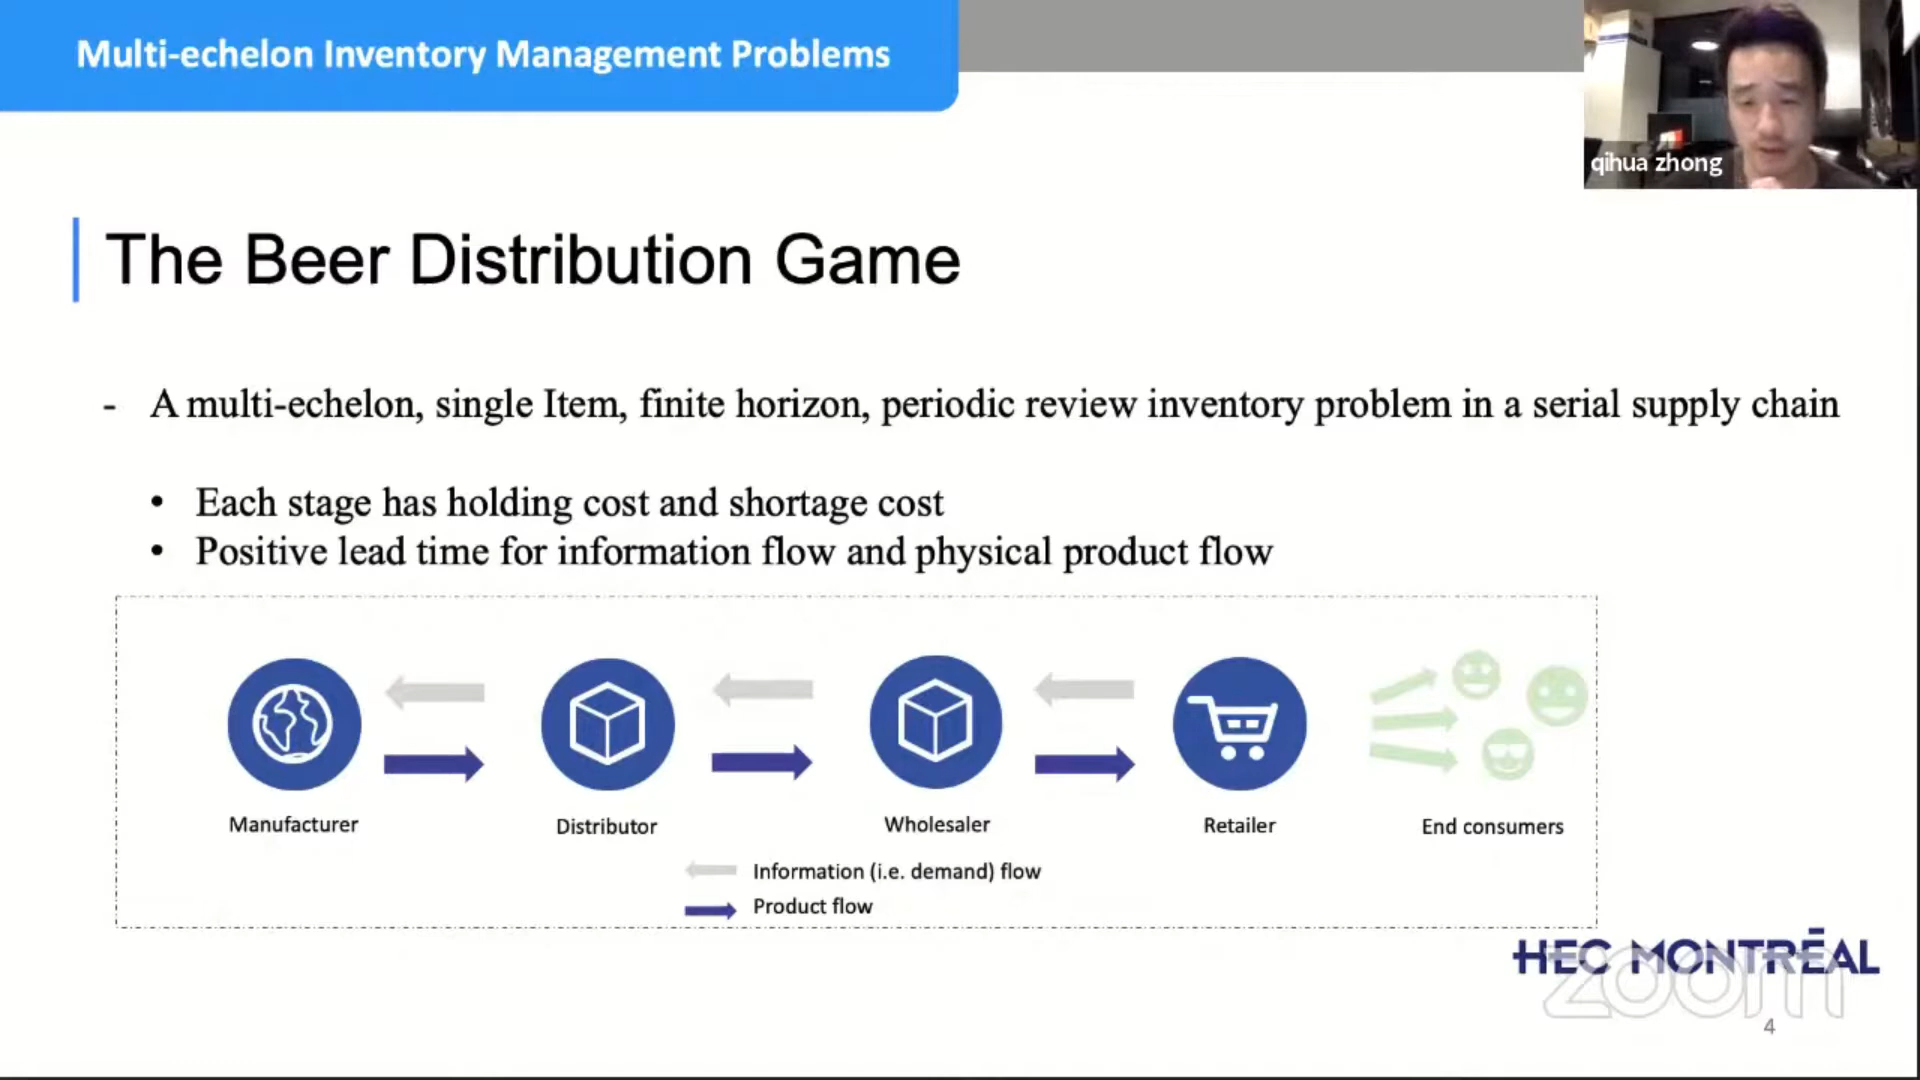 Multi-echelon Inventory Management Problems
qihua zhong
The Beer Distribution Game
- A multi-echelon, single Item, finite horizon, periodic review inventory problem in a serial supply chain
• Each stage has holding cost and shortage cost
• Positive lead time for information flow and physical product flow
Manufacturer
Distributor
Wholesaler
Retailer
End consumers
Information (i.e. demand) flow
Product flow
HEC MONTRĒAL
zoom
4